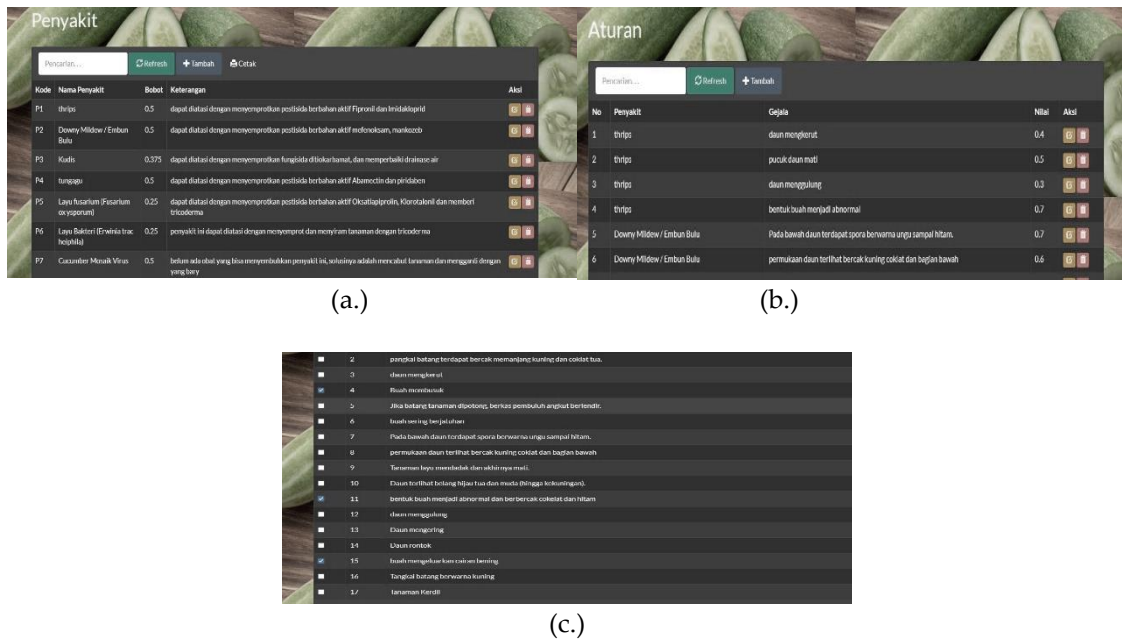 Penyakit
Pencarian....
Refresh
Tambah
Cetak
Kode Nama Penyakit Bobot Keterangan Aksi
P1 thrips 0.5 dapat diatasi dengan menyemprotkan pestisida berbahan aktif Fipronil dan Imidakloprid
P2 Downy Mildew / Embun Bulu 0.5 dapat diatasi dengan menyemprotkan pestisida berbahan aktif mefenoksam, mankozeb
P3 Kudis 0.375 dapat diatasi dengan menyemprotkan fungisida ditiokarbamat, dan memperbaiki drainase air
P4 tungagu 0.5 dapat diatasi dengan menyemprotkan pestisida berbahan aktif Abamectin dan piridaben
P5 Layu fusarium (Fusarium oxysporum) 0.25 dapat diatasi dengan menyemprotkan pestisida berbahan aktif Oksatiapiprolin, Klorotalonil dan memberi tricoderma
P6 Layu Bakteri (Erwinia trac heiphila) 0.25 penyakit ini dapat diatasi dengan menyemprot dan menyiram tanaman dengan tricoderma
P7 Cucumber Mosaik Virus 0.5 belum ada obat yang bisa menyembuhkan penyakit ini, solusinya adalah mencabut tanaman dan mengganti dengan yang bary
(a.)
Aturan
Pencarian....
Refresh
Tambah
No Penyakit Gejala Nilai Aksi
1 thrips daun mengkerut 0.4
2 thrips pucuk daun mati 0.5
3 thrips daun menggulung 0.3
4 thrips bentuk buah menjadi abnormal 0.7
5 Downy Mildew / Embun Bulu Pada bawah daun terdapat spora berwarna ungu sampai hitam. 0.7
6 Downy Mildew / Embun Bulu permukaan daun terlihat bercak kuning coklat dan bagian bawah 0.6
(b.)
2 pangkal batang terdapat bercak memanjang kuning dan coklat tua.
3 daun mengkerut
4 Buah membusuk
5 Jika batang tanaman dipotong, berkas pembuluh angkut berlendir.
6 buah sering berjatuhan
7 Pada bawah daun terdapat spora berwarna ungu sampai hitam.
8 permukaan daun terlihat bercak kuning coklat dan bagian bawah
9 Tanaman layu mendadak dan akhirnya mati.
10 Daun terlihat belang hijau tua dan muda (hingga kekuningan).
11 bentuk buah menjadi abnormal dan berbercak cokelat dan hitam
12 daun menggulung
13 Daun mengering
14 Daun rontok
15 buah mengeluarkan cairan bening
16 Tangkai batang berwarna kuning
17 Tanaman Kerdil
(c.)